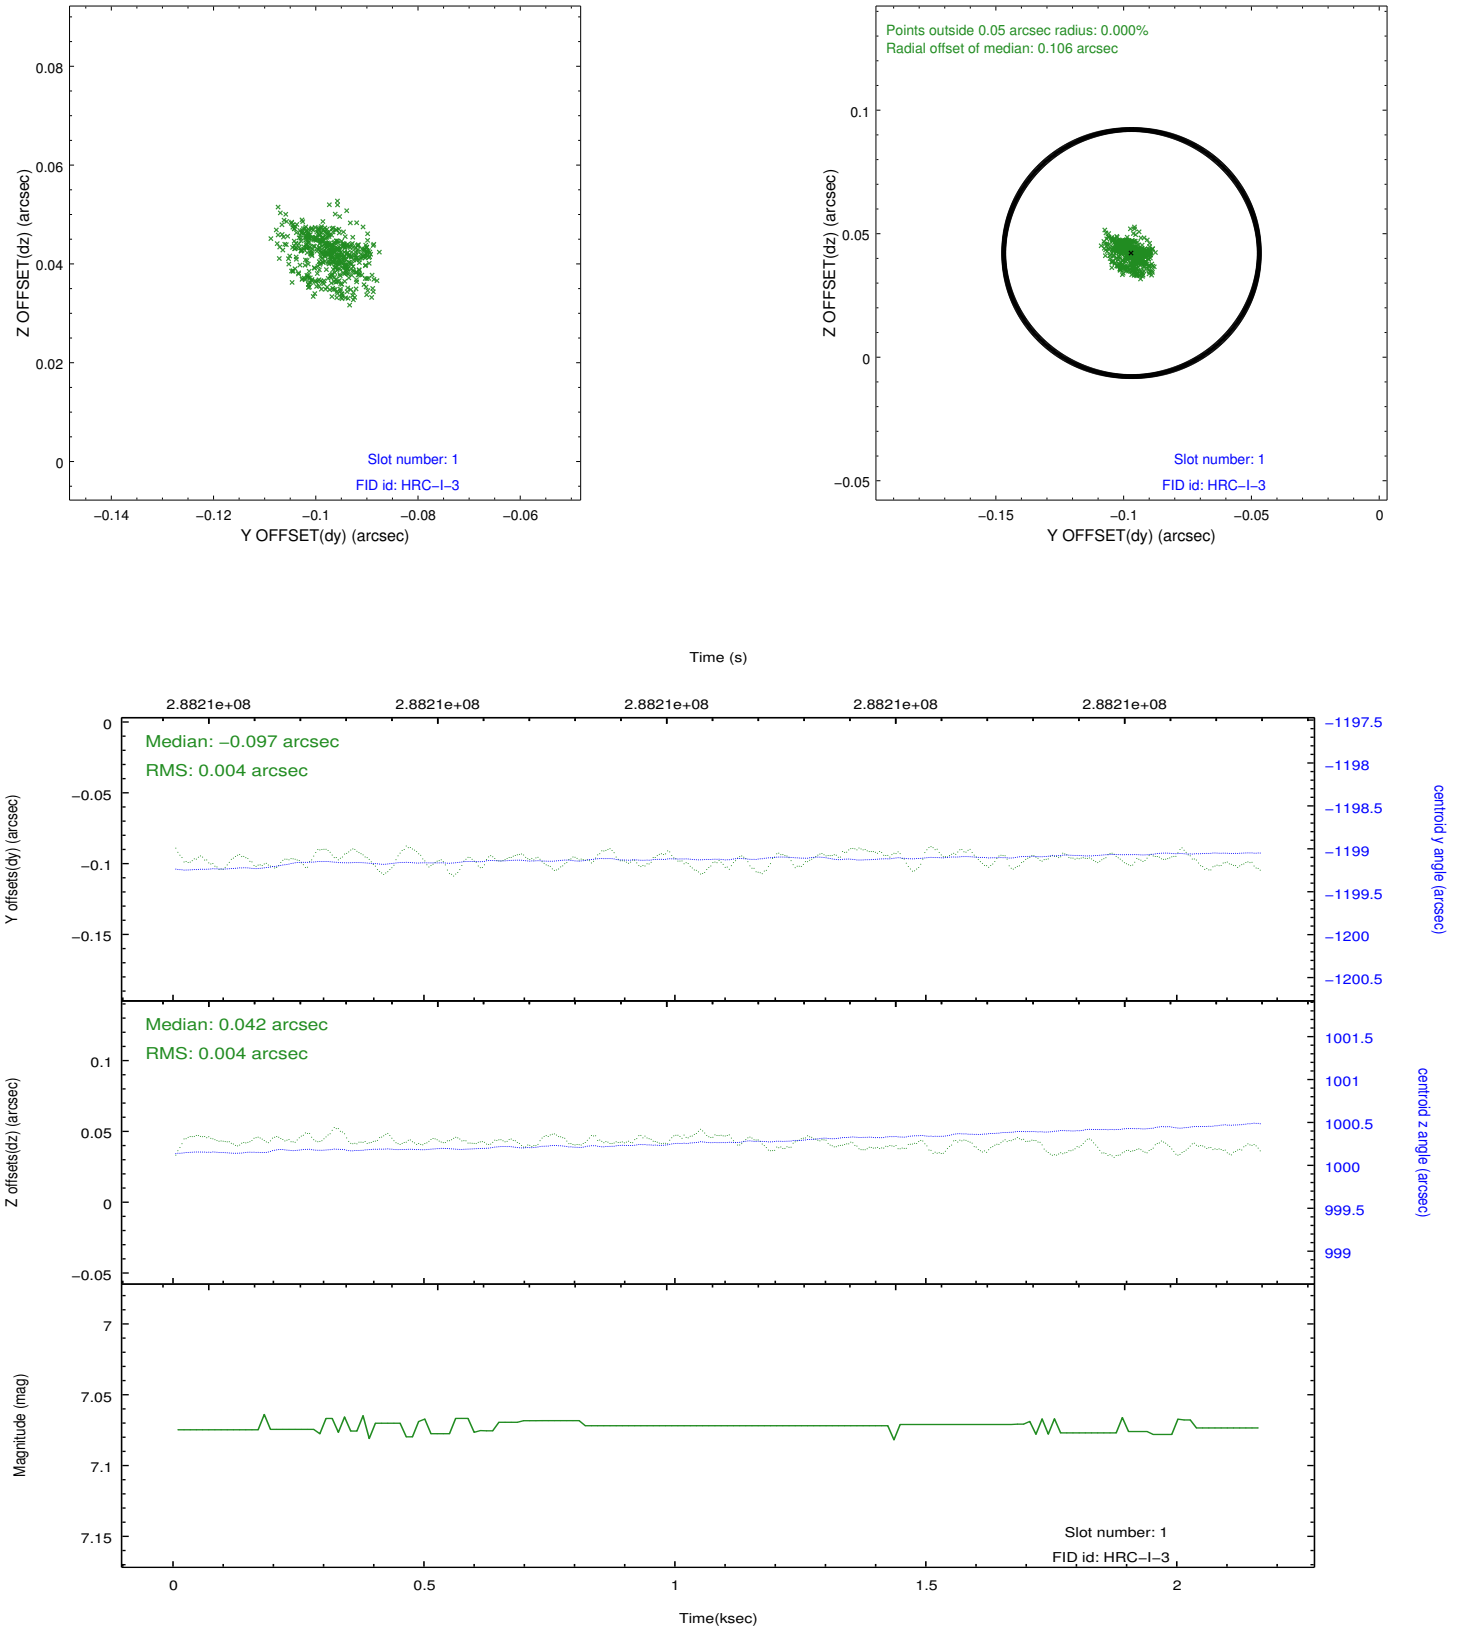 0.08
0.06
0.04
0.02
0
Z OFFSET(dz) (arcsec)
Slot number: 1
FID id: HRC−I−3
−0.14
−0.12
−0.1
−0.08
−0.06
Y OFFSET(dy) (arcsec)
Points outside 0.05 arcsec radius: 0.000%
Radial offset of median: 0.106 arcsec
0.1
0.05
0
−0.05
Z OFFSET(dz) (arcsec)
Slot number: 1
FID id: HRC−I−3
−0.15
−0.1
−0.05
0
Y OFFSET(dy) (arcsec)
Time (s)
2.8821e+08
2.8821e+08
2.8821e+08
2.8821e+08
2.8821e+08
Median: −0.097 arcsec
RMS: 0.004 arcsec
0
−0.05
−0.1
−0.15
Y offsets(dy) (arcsec)
−1197.5
−1198
−1198.5
−1199
−1199.5
−1200
−1200.5
centroid y angle (arcsec)
Median: 0.042 arcsec
RMS: 0.004 arcsec
0.1
0.05
0
−0.05
Z offsets(dz) (arcsec)
1001.5
1001
1000.5
1000
999.5
999
centroid z angle (arcsec)
7
7.05
7.1
7.15
Magnitude (mag)
Slot number: 1
FID id: HRC−I−3
0
0.5
1
1.5
2
Time(ksec)